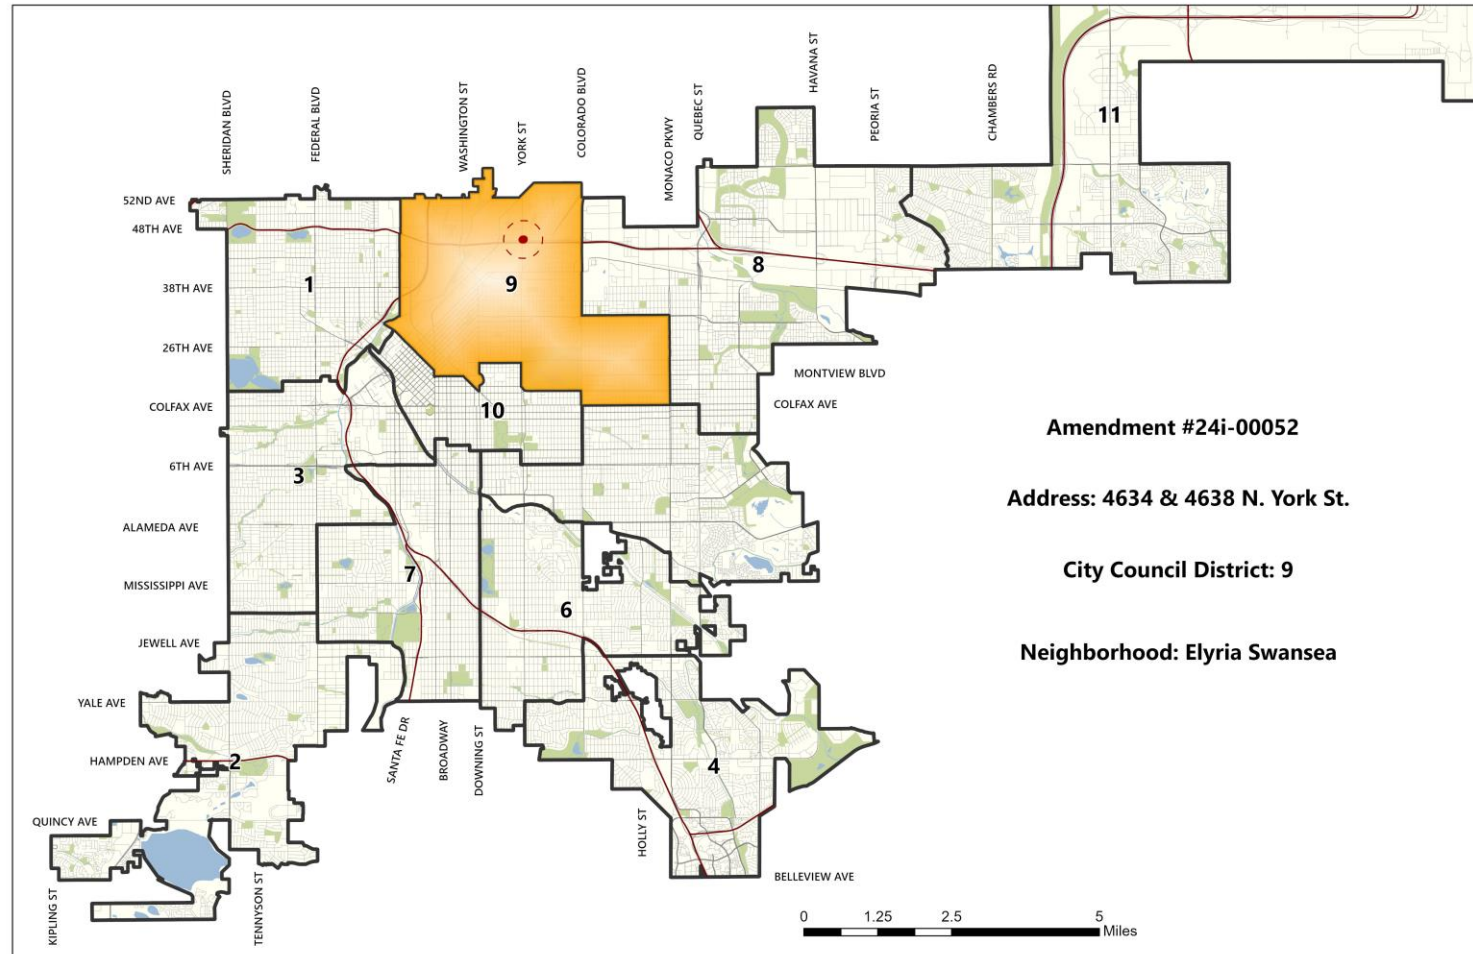 SHERIDAN BLVD
FEDERAL BLVD
WASHINGTON ST
YORK ST
COLORADO BLVD
MONACO PKWY
QUEBEC ST
HAVANA ST
PEORIA ST
CHAMBERS RD
11
52ND AVE
48TH AVE
8
1
9
38TH AVE
26TH AVE
MONTVIEW BLVD
COLFAX AVE
10
COLFAX AVE
Amendment #24i-00052
6TH AVE
3
Address: 4634 & 4638 N. York St.
ALAMEDA AVE
7
City Council District: 9
MISSISSIPPI AVE
6
JEWELL AVE
Neighborhood: Elyria Swansea
YALE AVE
SANTA FE DR
BROADWAY
DOWNING ST
HAMPDEN AVE
2
4
QUINCY AVE
HOLLY ST
BELLEVIEW AVE
KIPLING ST
TENNYSON ST
0 1.25 2.5 5
Miles